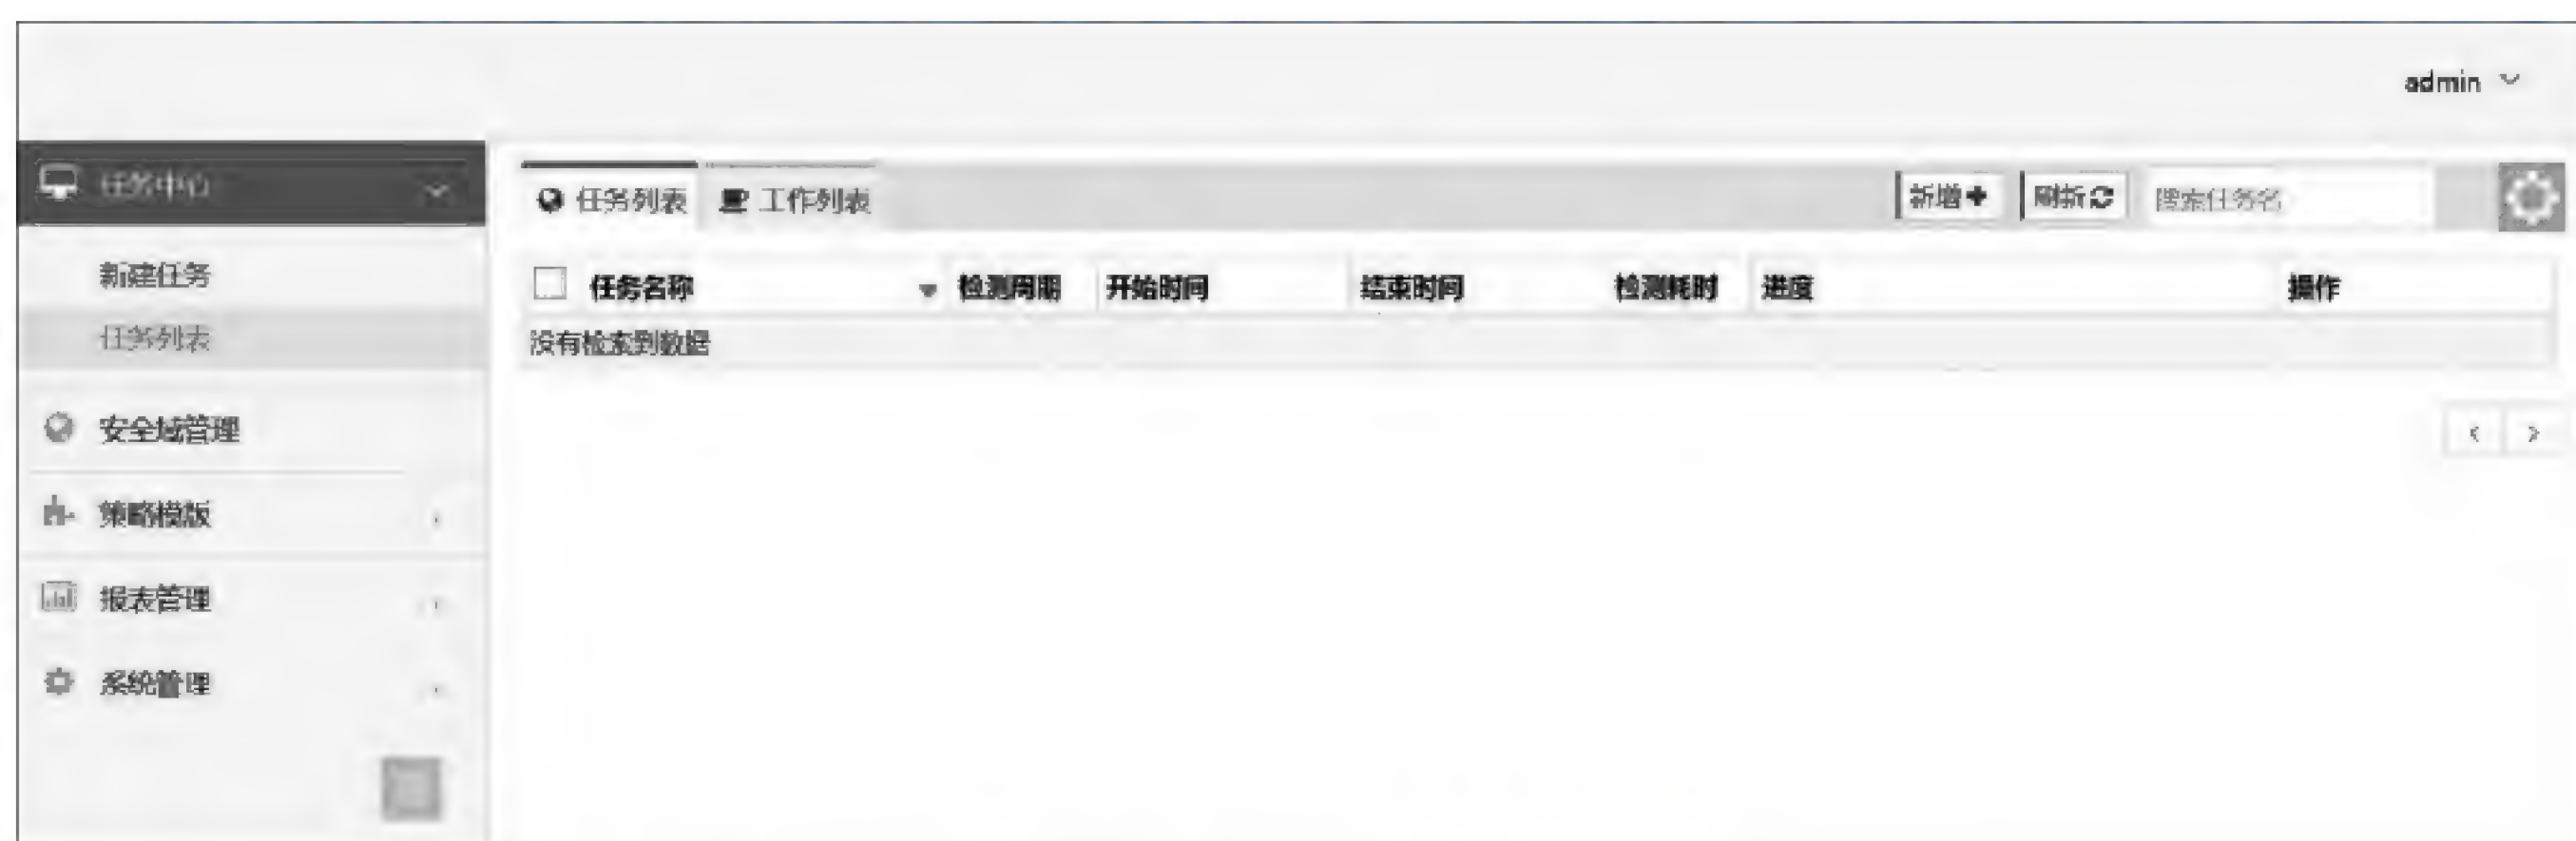 admin
任务中心
新建任务
任务列表
安全域管理
策略模版
报表管理
系统管理
任务列表 工作列表 新增 刷新 搜索任务名
任务名称 检测周期 开始时间 结束时间 检测耗时 进度 操作
没有检索到数据